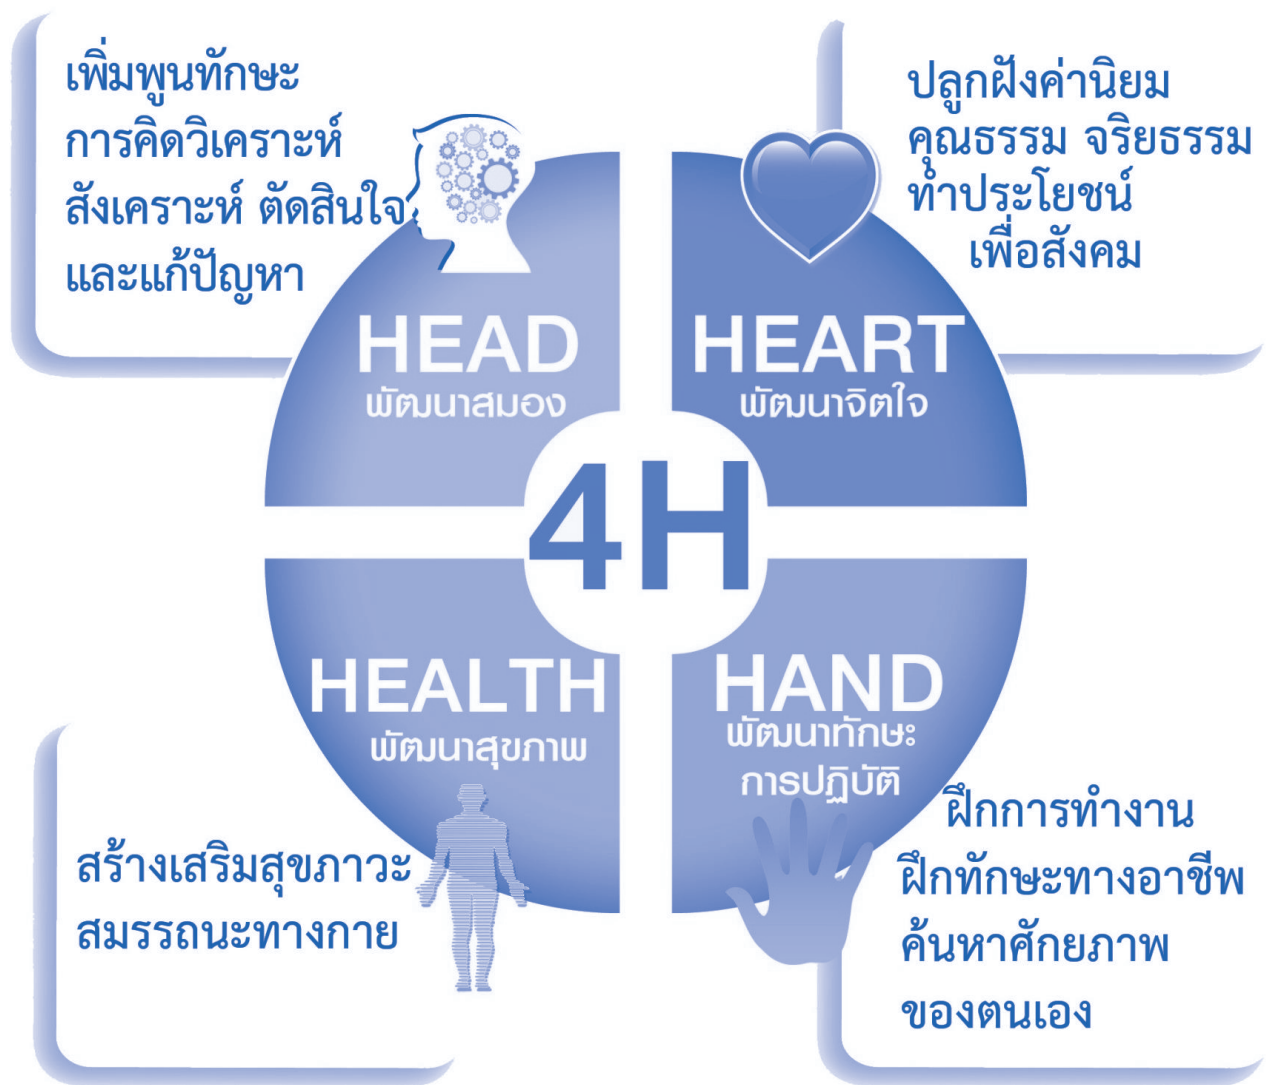 เพิ่มพูนทักษะ
การคิดวิเคราะห์
สังเคราะห์ ตัดสินใจ
และแก้ปัญหา
HEAD
พัฒนาสมอง
ปลูกฝังค่านิยม
คุณธรรม จริยธรรม
ทำประโยชน์
เพื่อสังคม
HEART
พัฒนาจิตใจ
4H
HEALTH
พัฒนาสุขภาพ
สร้างเสริมสุขภาวะ
สมรรถนะทางกาย
HAND
พัฒนาทักษะ
การปฏิบัติ
ฝึกการทำงาน
ฝึกทักษะทางอาชีพ
ค้นหาศักยภาพ
ของตนเอง